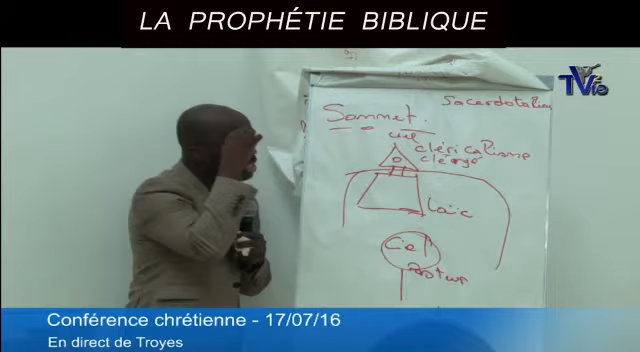 LA PROPHÉTIE BIBLIQUE
TVie
Sacerdotalism
Sommet.
cléricalisme
clergé
Laïc
Ciel
Pasteur
Conférence chrétienne - 17/07/16
En direct de Troyes